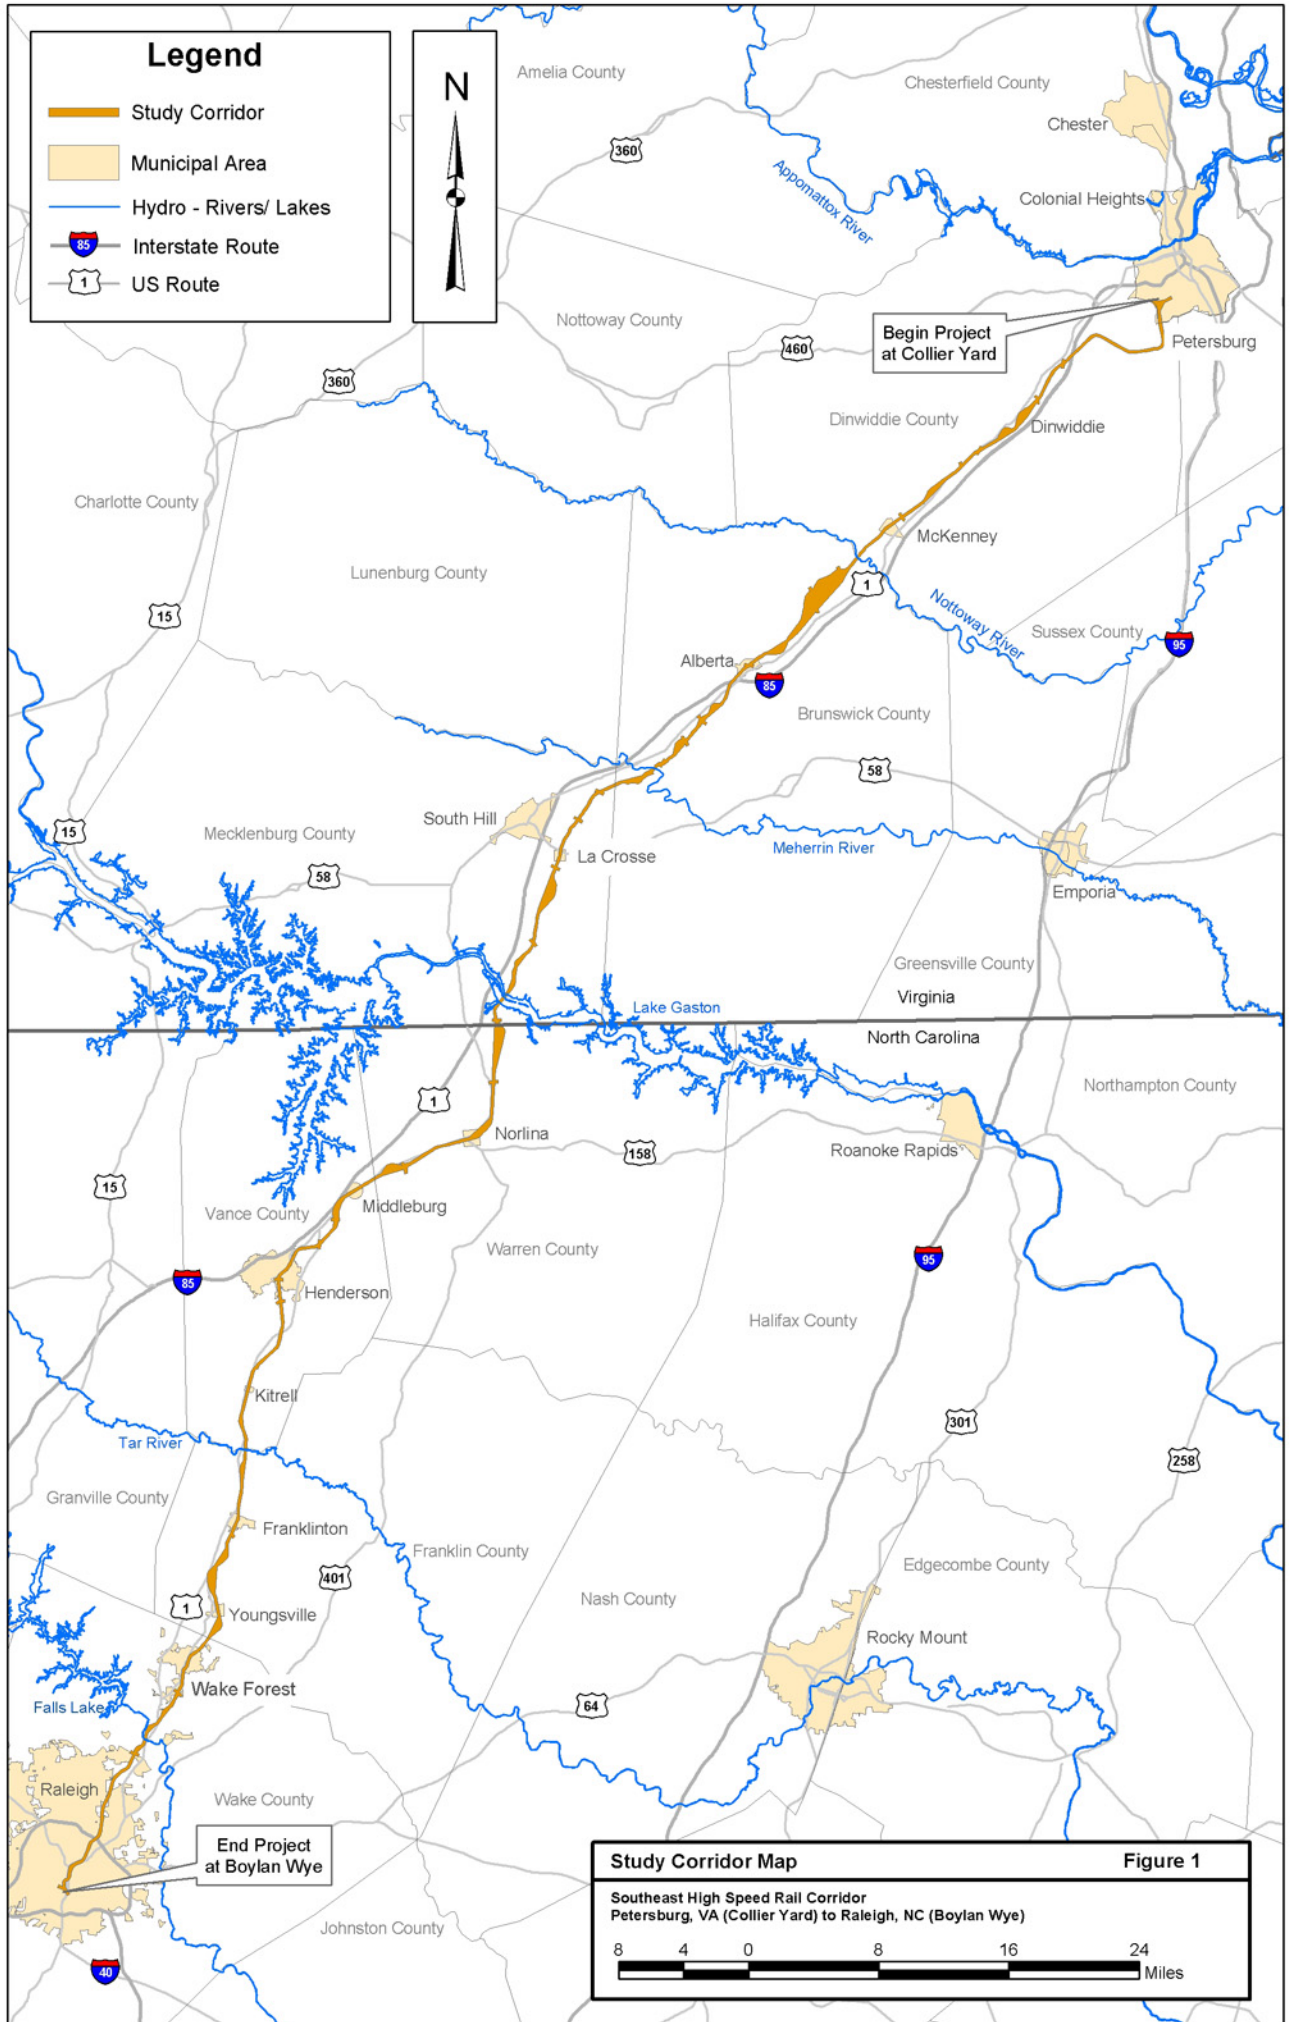 Legend
Study Corridor
Municipal Area
Hydro - Rivers/ Lakes
85
Interstate Route
1
US Route
N
Amelia County
Chesterfield County
Chester
360
Appomattox River
Colonial Heights
Nottoway County
Begin Project
at Collier Yard
460
Petersburg
360
Dinwiddie County
Dinwiddie
Charlotte County
McKenney
Lunenburg County
1
15
Nottoway River
Sussex County
95
Alberta
85
Brunswick County
58
South Hill
15
Mecklenburg County
Meherrin River
La Crosse
58
Emporia
Greensville County
Virginia
Lake Gaston
North Carolina
Northampton County
1
Norlina
158
Roanoke Rapids
15
Middleburg
Vance County
Warren County
95
85
Henderson
Halifax County
Kitrell
301
Tar River
258
Granville County
Franklinton
Franklin County
Edgecombe County
401
Nash County
1
Youngsville
Rocky Mount
Wake Forest
64
Falls Lake
Raleigh
Wake County
End Project
at Boylan Wye
Johnston County
40
Study Corridor Map
Figure 1
Southeast High Speed Rail Corridor
Petersburg, VA (Collier Yard) to Raleigh, NC (Boylan Wye)
8 4 0 8 16 24
Miles